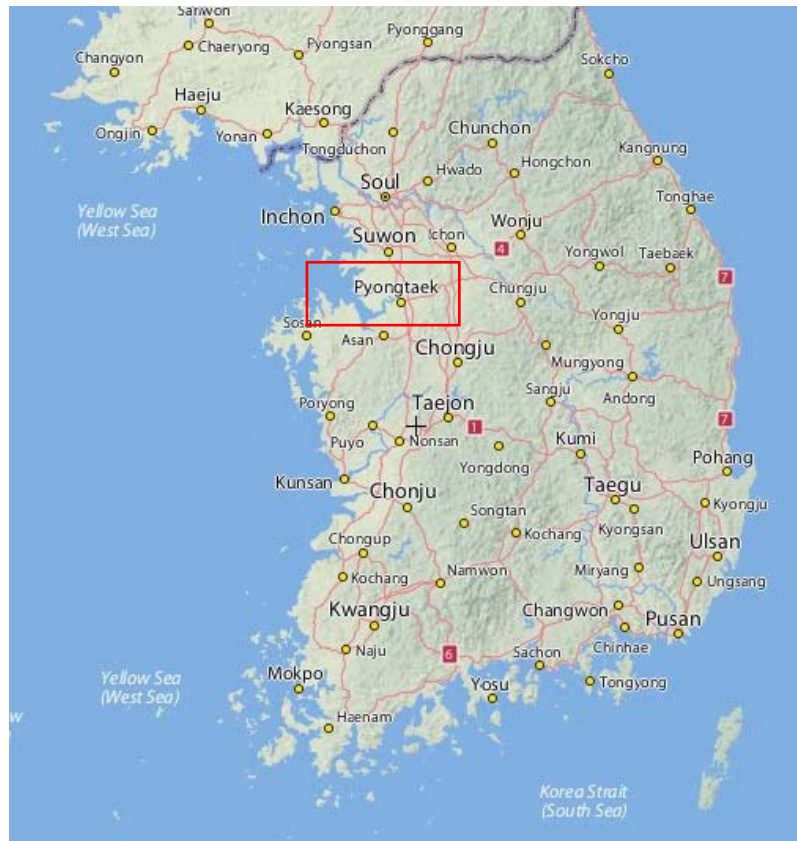 Sariwon
Pyonggang
Chaeryong
Pyongsan
Changyon
Sokcho
Haeju
Kaesong
Ongjin
Yonan
Tongduchon
Chunchon
Kangnung
Hwado
Hongchon
Soul
Tonghae
Yellow Sea
(West Sea)
Inchon
Wonju
Suwon
Ichon
4
Yongwol
Taebaek
7
Pyongtaek
Chungju
Sosan
Yongju
Asan
Chongju
Mungyong
Sangju
Andong
Poryong
Taejon
7
1
Puyo
Nonsan
Kumi
Yongdong
Pohang
Kunsan
Chonju
Taegu
Songtan
Kyongju
Kochang
Kyongsan
Chongup
Ulsan
Kochang
Namwon
Miryang
Ungsang
Kwangju
Changwon
Pusan
Naju
6
Sachon
Chinhae
Mokpo
Yellow Sea
(West Sea)
Yosu
Tongyong
w
Haenam
Korea Strait
(South Sea)